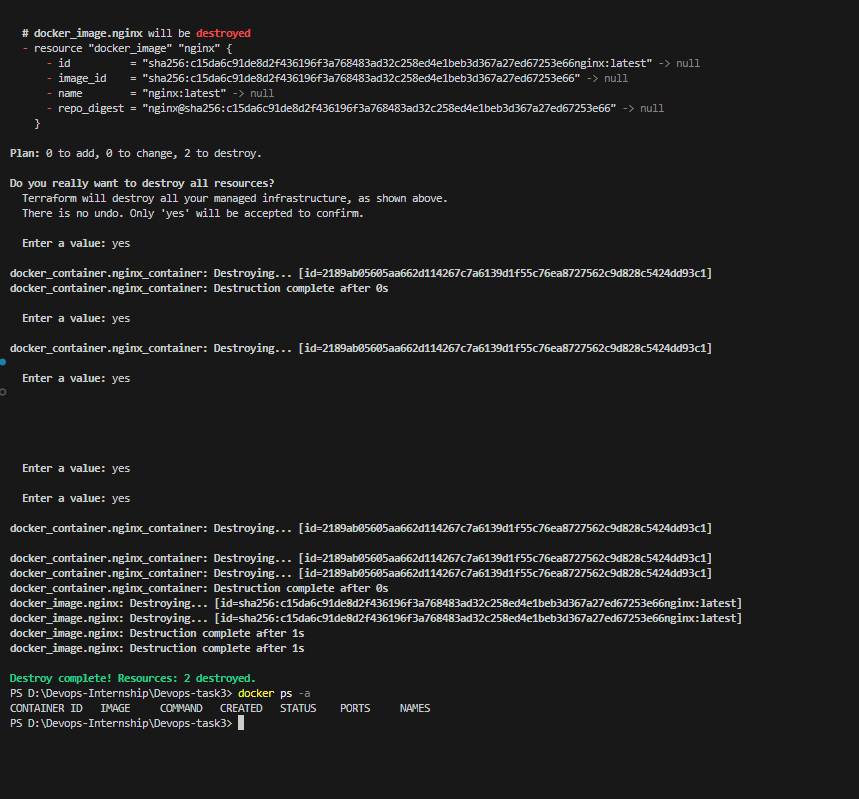 # docker_image.nginx will be destroyed
- resource "docker_image" "nginx" {
- id = "sha256:c15da6c91de8d2f436196f3a768483ad32c258ed4e1beb3d367a27ed67253e66nginx:latest" -> null
- image_id = "sha256:c15da6c91de8d2f436196f3a768483ad32c258ed4e1beb3d367a27ed67253e66" -> null
- name = "nginx:latest" -> null
- repo_digest = "nginx@sha256:c15da6c91de8d2f436196f3a768483ad32c258ed4e1beb3d367a27ed67253e66" -> null
}
Plan: 0 to add, 0 to change, 2 to destroy.
Do you really want to destroy all resources?
Terraform will destroy all your managed infrastructure, as shown above.
There is no undo. Only 'yes' will be accepted to confirm.
Enter a value: yes
docker_container.nginx_container: Destroying... [id=2189ab05605aa662d114267c7a6139d1f55c76ea8727562c9d828c5424dd93c1]
docker_container.nginx_container: Destruction complete after 0s
Enter a value: yes
docker_container.nginx_container: Destroying... [id=2189ab05605aa662d114267c7a6139d1f55c76ea8727562c9d828c5424dd93c1]
Enter a value: yes
Enter a value: yes
Enter a value: yes
docker_container.nginx_container: Destroying... [id=2189ab05605aa662d114267c7a6139d1f55c76ea8727562c9d828c5424dd93c1]
docker_container.nginx_container: Destroying... [id=2189ab05605aa662d114267c7a6139d1f55c76ea8727562c9d828c5424dd93c1]
docker_container.nginx_container: Destroying... [id=2189ab05605aa662d114267c7a6139d1f55c76ea8727562c9d828c5424dd93c1]
docker_container.nginx_container: Destruction complete after 0s
docker_image.nginx: Destroying... [id=sha256:c15da6c91de8d2f436196f3a768483ad32c258ed4e1beb3d367a27ed67253e66nginx:latest]
docker_image.nginx: Destroying... [id=sha256:c15da6c91de8d2f436196f3a768483ad32c258ed4e1beb3d367a27ed67253e66nginx:latest]
docker_image.nginx: Destruction complete after 1s
docker_image.nginx: Destruction complete after 1s
Destroy complete! Resources: 2 destroyed.
PS D:\Devops-Internship\Devops-task3> docker ps -a
CONTAINER ID IMAGE COMMAND CREATED STATUS PORTS NAMES
PS D:\Devops-Internship\Devops-task3>